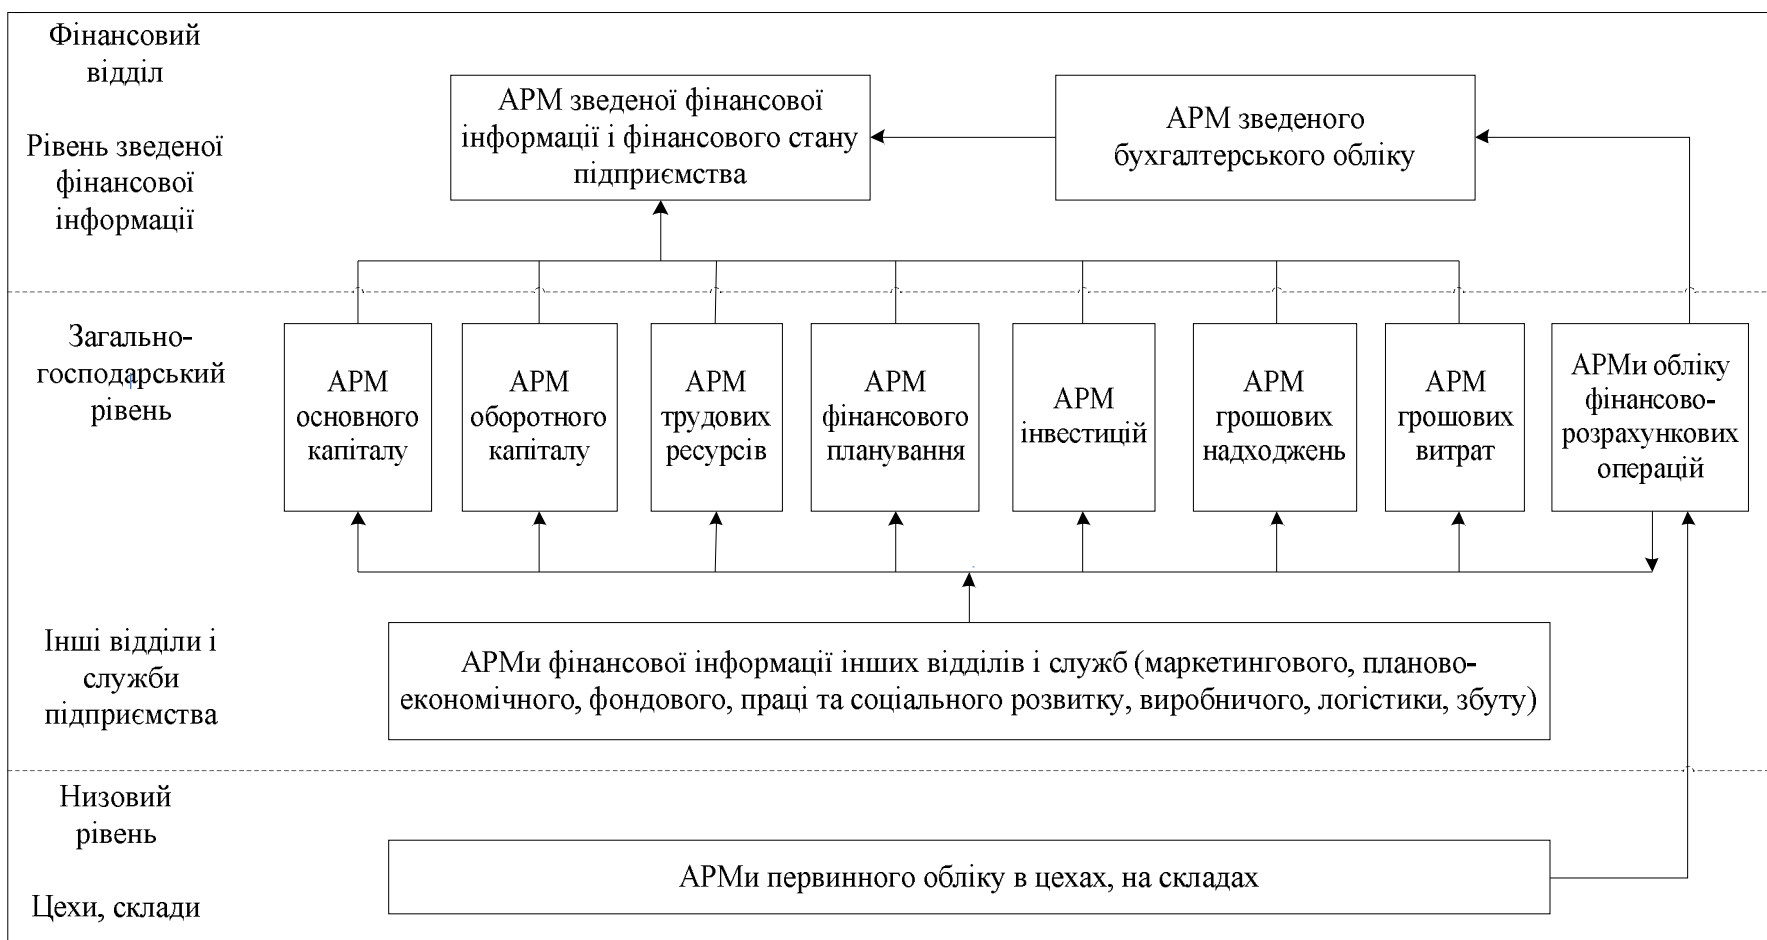 Фінансовий
відділ
Рівень зведеної
фінансової
інформації
АРМ зведеної фінансової
інформації і фінансового стану
підприємства
АРМ зведеного
бухгалтерського обліку
Загально-
господарський
рівень
АРМ
основного
капіталу
АРМ
оборотного
капіталу
АРМ
трудових
ресурсів
АРМ
фінансового
планування
АРМ
інвестицій
АРМ
грошових
надходжень
АРМ
грошових
витрат
АРМи обліку
фінансово-
розрахункових
операцій
Інші відділи і
служби
підприємства
АРМи фінансової інформації інших відділів і служб (маркетингового, планово-
економічного, фондового, праці та соціального розвитку, виробничого, логістики, збуту)
Низовий
рівень
Цехи, склади
АРМи первинного обліку в цехах, на складах